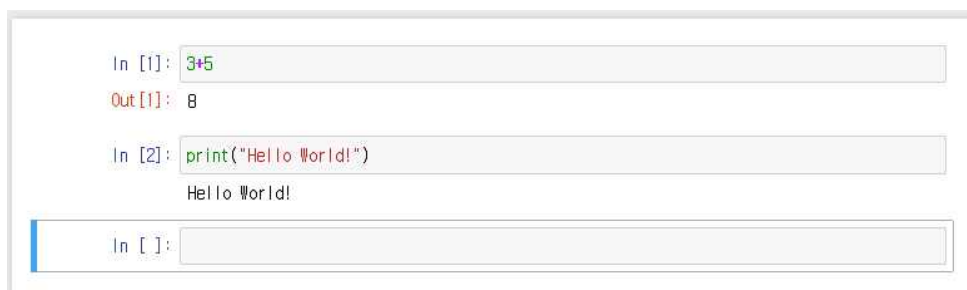 In [1]: 3+5
Out[1]: 8
In [2]: print("Hello World!")
Hello World!
In [ ]: